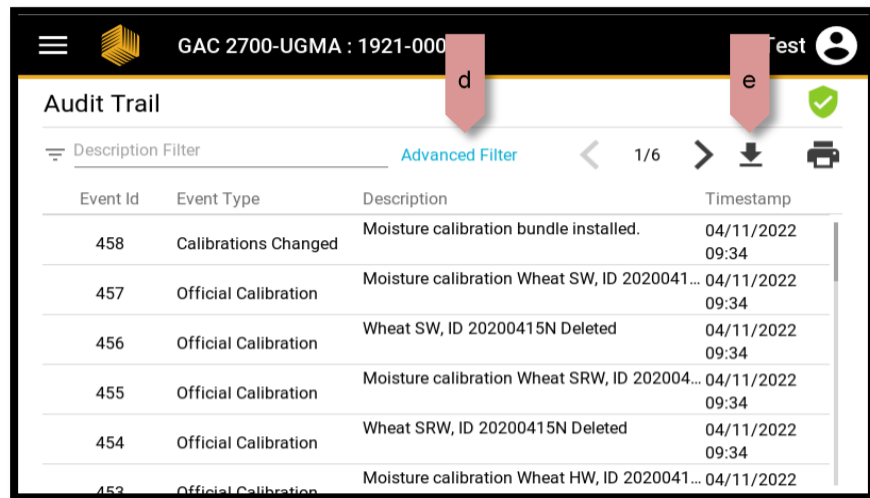 GAC 2700-UGMA : 1921-000
est
d
e
Audit Trail
Description Filter
Advanced Filter
1/6
Event Id Event Type Description Timestamp
458 Calibrations Changed Moisture calibration bundle installed. 04/11/2022
09:34
457 Official Calibration Moisture calibration Wheat SW, ID 2020041... 04/11/2022
09:34
456 Official Calibration Wheat SW, ID 20200415N Deleted 04/11/2022
09:34
455 Official Calibration Moisture calibration Wheat SRW, ID 202004... 04/11/2022
09:34
454 Official Calibration Wheat SRW, ID 20200415N Deleted 04/11/2022
09:34
453 Official Calibration Moisture calibration Wheat HW, ID 2020041... 04/11/2022